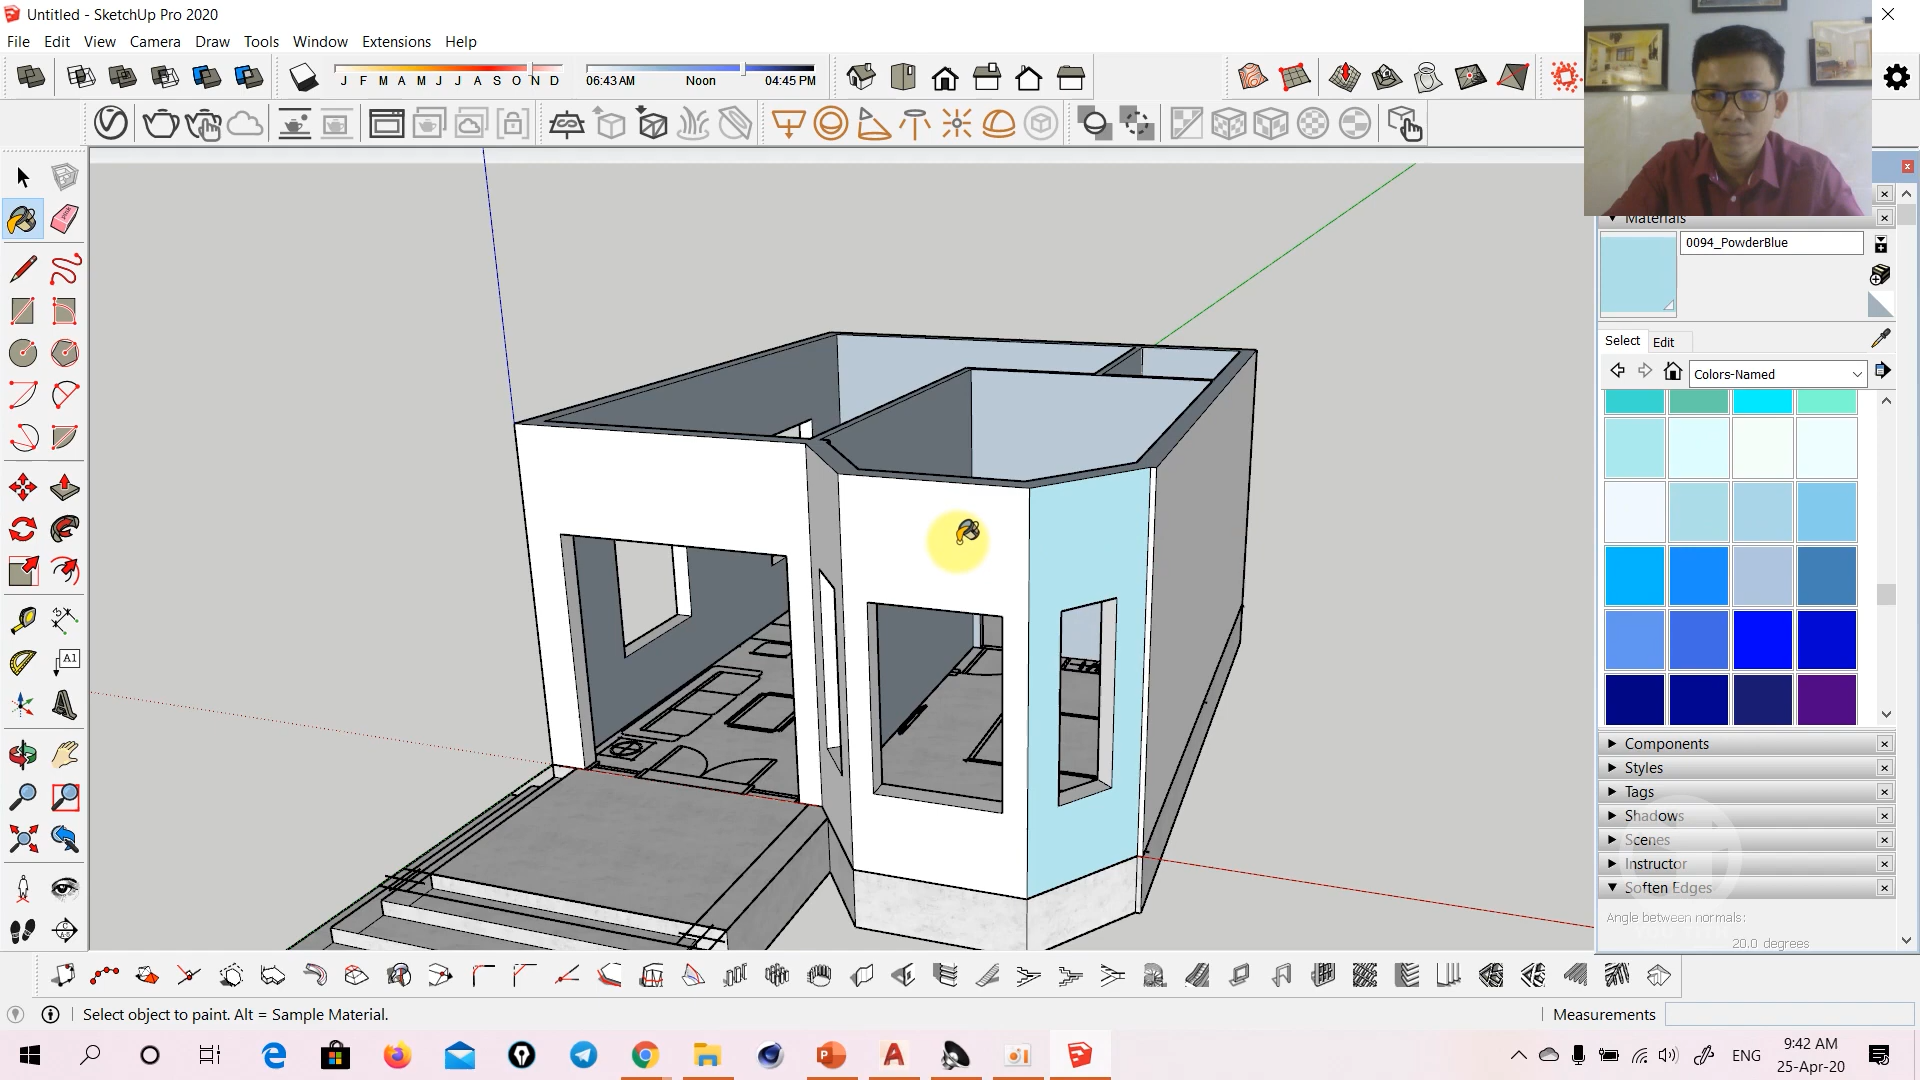 Untitled - SketchUp Pro 2020
File Edit View Camera Draw Tools Window Extensions Help
J F M A M J J A S O N D
06:43 AM Noon 04:45 PM
Materials
0094_PowderBlue
Select Edit
Colors-Named
A1
Components
Styles
Tags
Shadows
Scenes
Instructor
Soften Edges
Angle between normals:
20.0 degrees
Select object to paint. Alt = Sample Material.
Measurements
ENG
9:42 AM
25-Apr-20